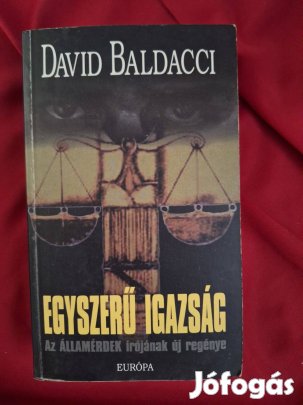 DAVID BALDACCI
EGYSZERŰ IGAZSÁG
Az ÁLLAMÉRDEK írójának új regénye
EURÓPA
Jófogás